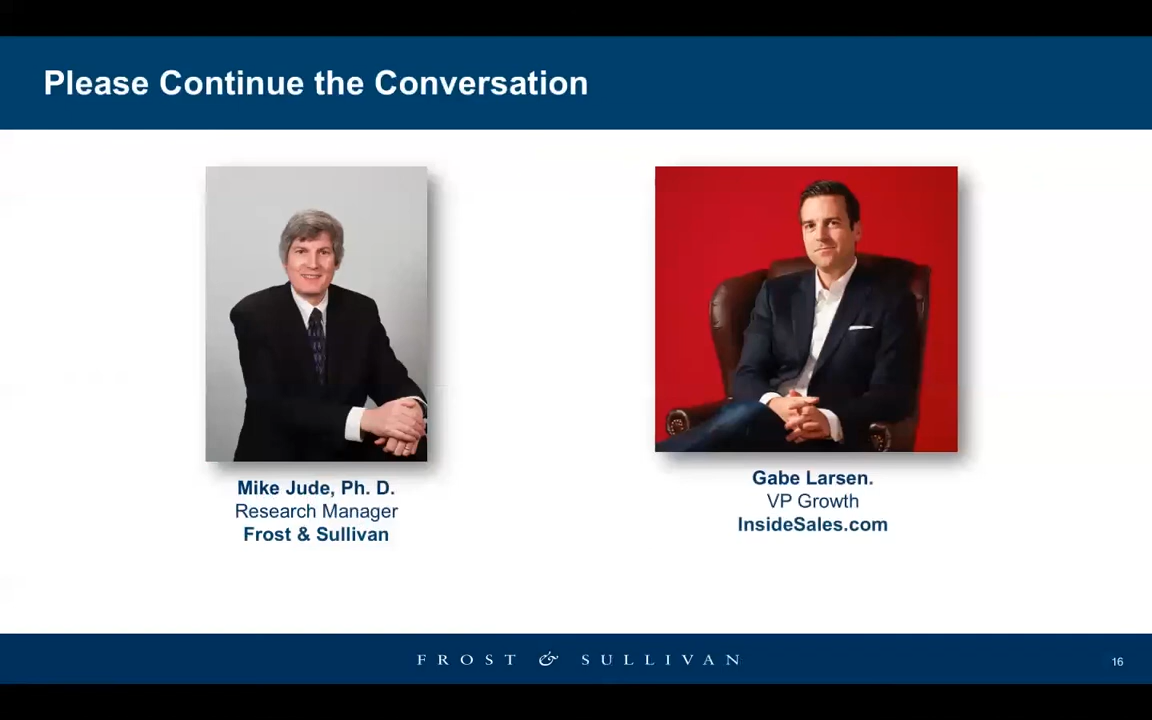 Please Continue the Conversation
Mike Jude, Ph. D.
Research Manager
Frost & Sullivan
Gabe Larsen.
VP Growth
InsideSales.com
FROST & SULLIVAN
16